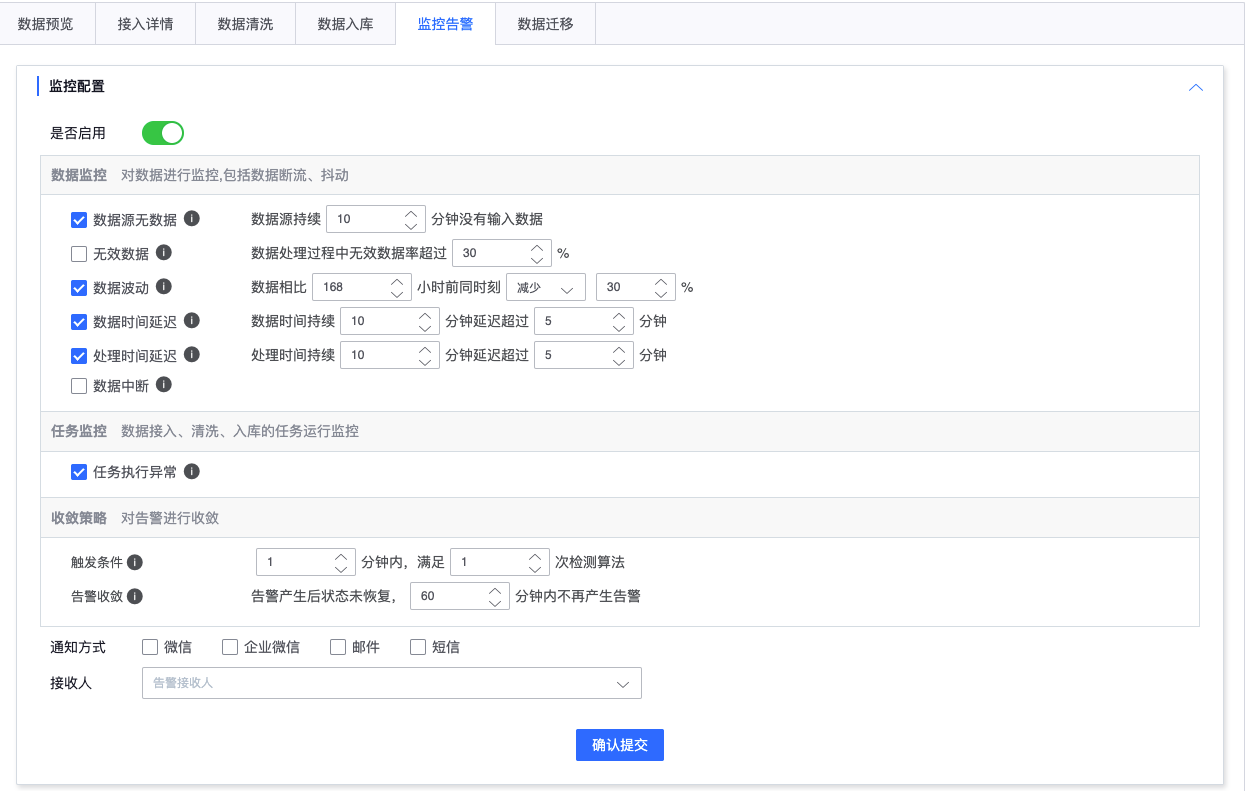 数据预览 接入详情 数据清洗 数据入库 监控告警 数据迁移
监控配置
是否启用
数据监控 对数据进行监控,包括数据断流、抖动
数据源无数据 数据源持续 10 分钟没有输入数据
无效数据 数据处理过程中无效数据率超过 30 %
数据波动 数据相比 168 小时前同时刻 减少 30 %
数据时间延迟 数据时间持续 10 分钟延迟超过 5 分钟
处理时间延迟 处理时间持续 10 分钟延迟超过 5 分钟
数据中断
任务监控 数据接入、清洗、入库的任务运行监控
任务执行异常
收敛策略 对告警进行收敛
触发条件 1 分钟内，满足 1 次检测算法
告警收敛 告警产生后状态未恢复， 60 分钟内不再产生告警
通知方式 微信 企业微信 邮件 短信
接收人 告警接收人
确认提交